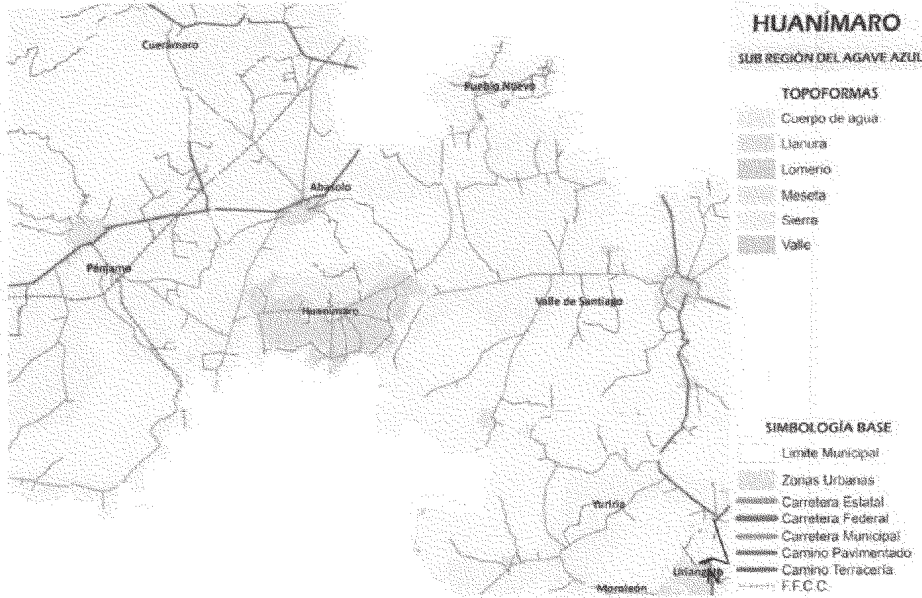 HUANÍMARO
SUB REGIÓN DEL AGAVE AZUL
TOPOFORMAS
Cuerpo de agua
Llanura
Lomerío
Meseta
Sierra
Valle
Cuerámaro
Pueblo Nuevo
Abasolo
Pénjamo
Huanímaro
Valle de Santiago
Yuriria
Uriangato
Moroleón
N
SIMBOLOGÍA BASE
Límite Municipal
Zonas Urbanas
Carretera Estatal
Carretera Federal
Carretera Municipal
Camino Pavimentado
Camino Terracería
F.F.C.C.